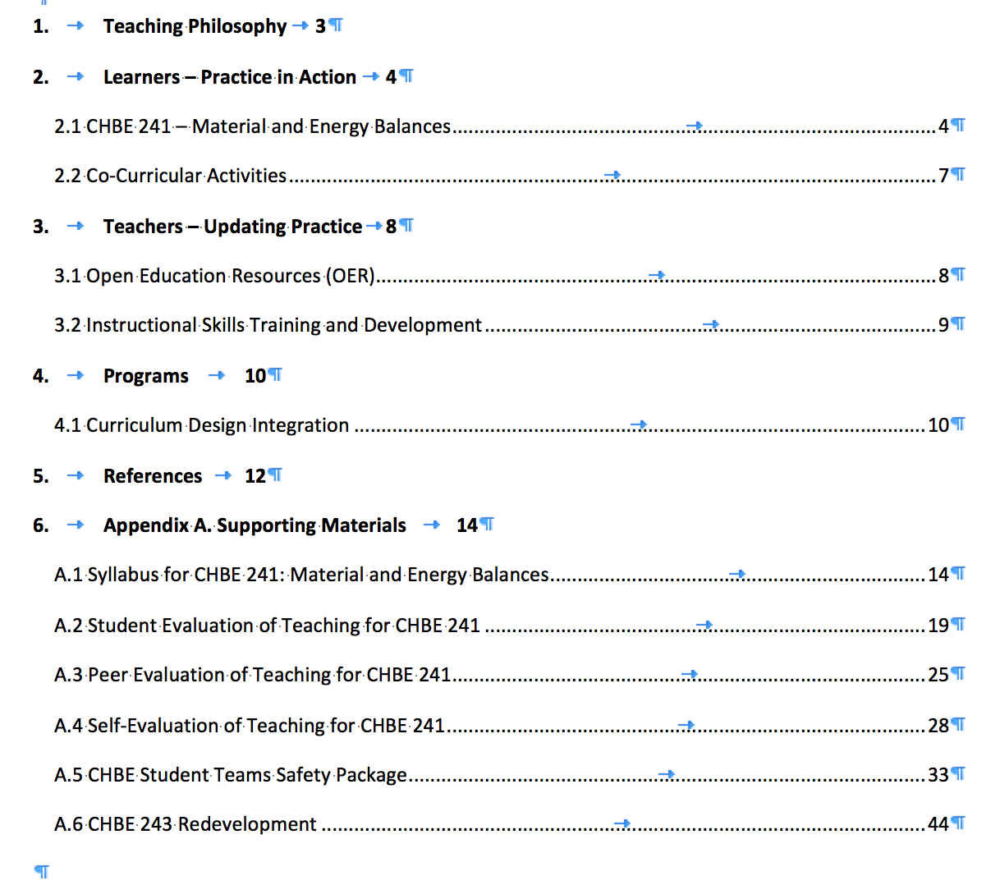 1. Teaching Philosophy 3
2. Learners – Practice in Action 4
2.1 CHBE 241 – Material and Energy Balances 4
2.2 Co-Curricular Activities 7
3. Teachers – Updating Practice 8
3.1 Open Education Resources (OER) 8
3.2 Instructional Skills Training and Development 9
4. Programs 10
4.1 Curriculum Design Integration 10
5. References 12
6. Appendix A. Supporting Materials 14
A.1 Syllabus for CHBE 241: Material and Energy Balances 14
A.2 Student Evaluation of Teaching for CHBE 241 19
A.3 Peer Evaluation of Teaching for CHBE 241 25
A.4 Self-Evaluation of Teaching for CHBE 241 28
A.5 CHBE Student Teams Safety Package 33
A.6 CHBE 243 Redevelopment 44